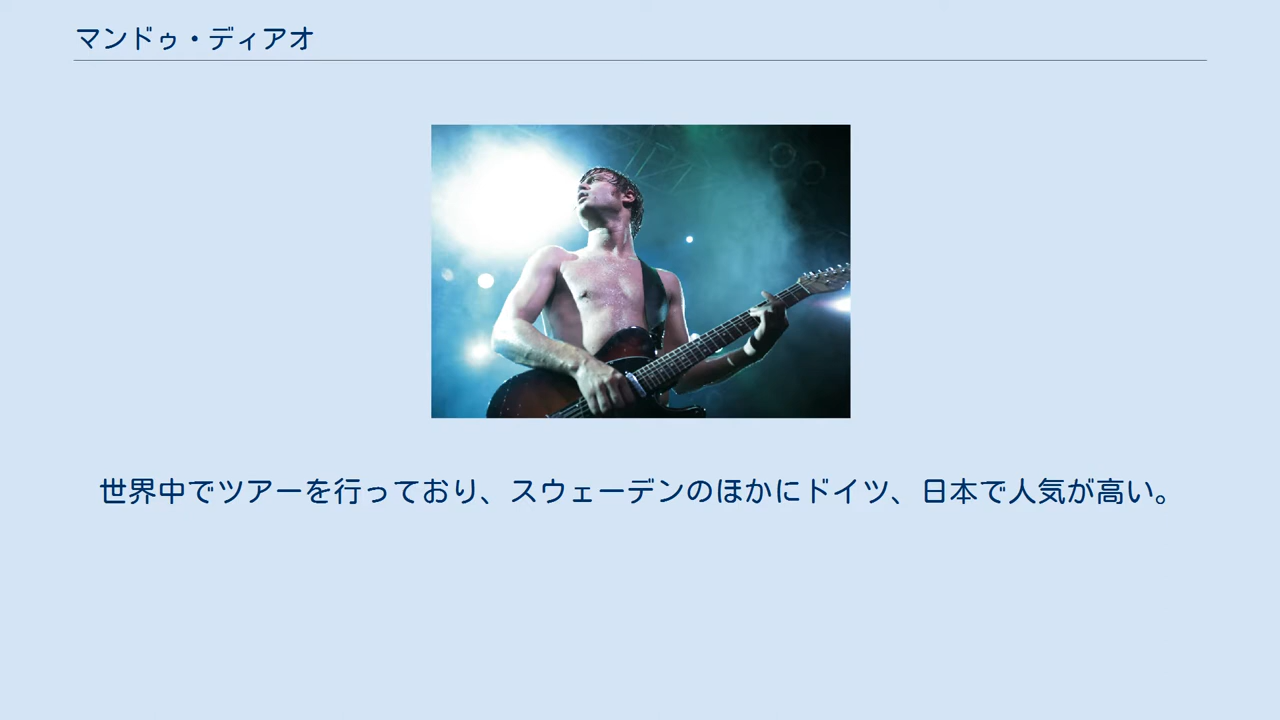 マンドゥ・ディアオ
世界中でツアーを行っており、スウェーデンのほかにドイツ、日本で人気が高い。